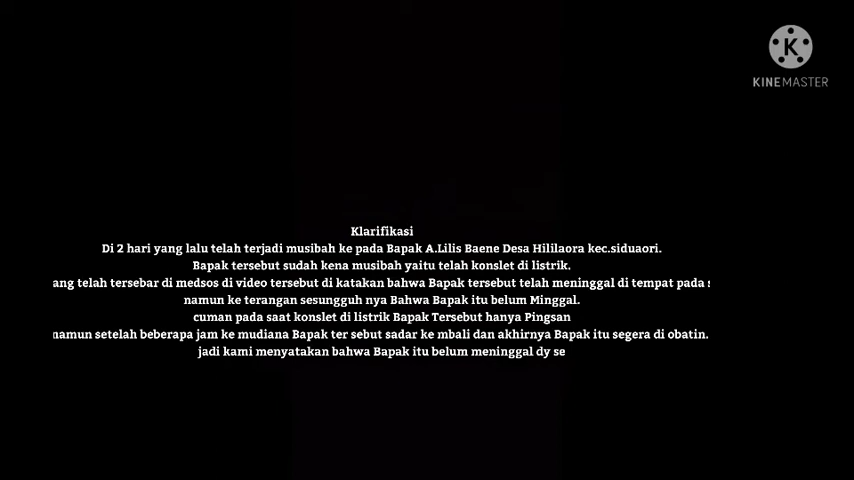 KINEMASTER
Klarifikasi
Di 2 hari yang lalu telah terjadi musibah ke pada Bapak A.Lilis Baene Desa Hililaora kec.siduaori.
Bapak tersebut sudah kena musibah yaitu telah konslet di listrik.
ang telah tersebar di medsos di video tersebut di katakan bahwa Bapak tersebut telah meninggal di tempat pada s
namun ke terangan sesungguh nya Bahwa Bapak itu belum Minggal.
cuman pada saat konslet di listrik Bapak Tersebut hanya Pingsan
namun setelah beberapa jam ke mudiana Bapak ter sebut sadar ke mbali dan akhirnya Bapak itu segera di obatin.
jadi kami menyatakan bahwa Bapak itu belum meninggal dy se